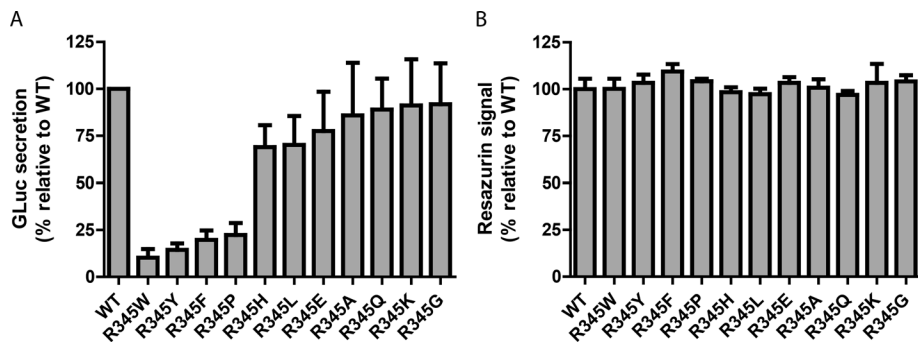 A
GLuc secretion
(% relative to WT)
125
100
75
50
25
0
WT
R345W
R345Y
R345F
R345P
R345H
R345L
R345E
R345A
R345Q
R345K
R345G
B
Resazurin signal
(% relative to WT)
125
100
75
50
25
0
WT
R345W
R345Y
R345F
R345P
R345H
R345L
R345E
R345A
R345Q
R345K
R345G